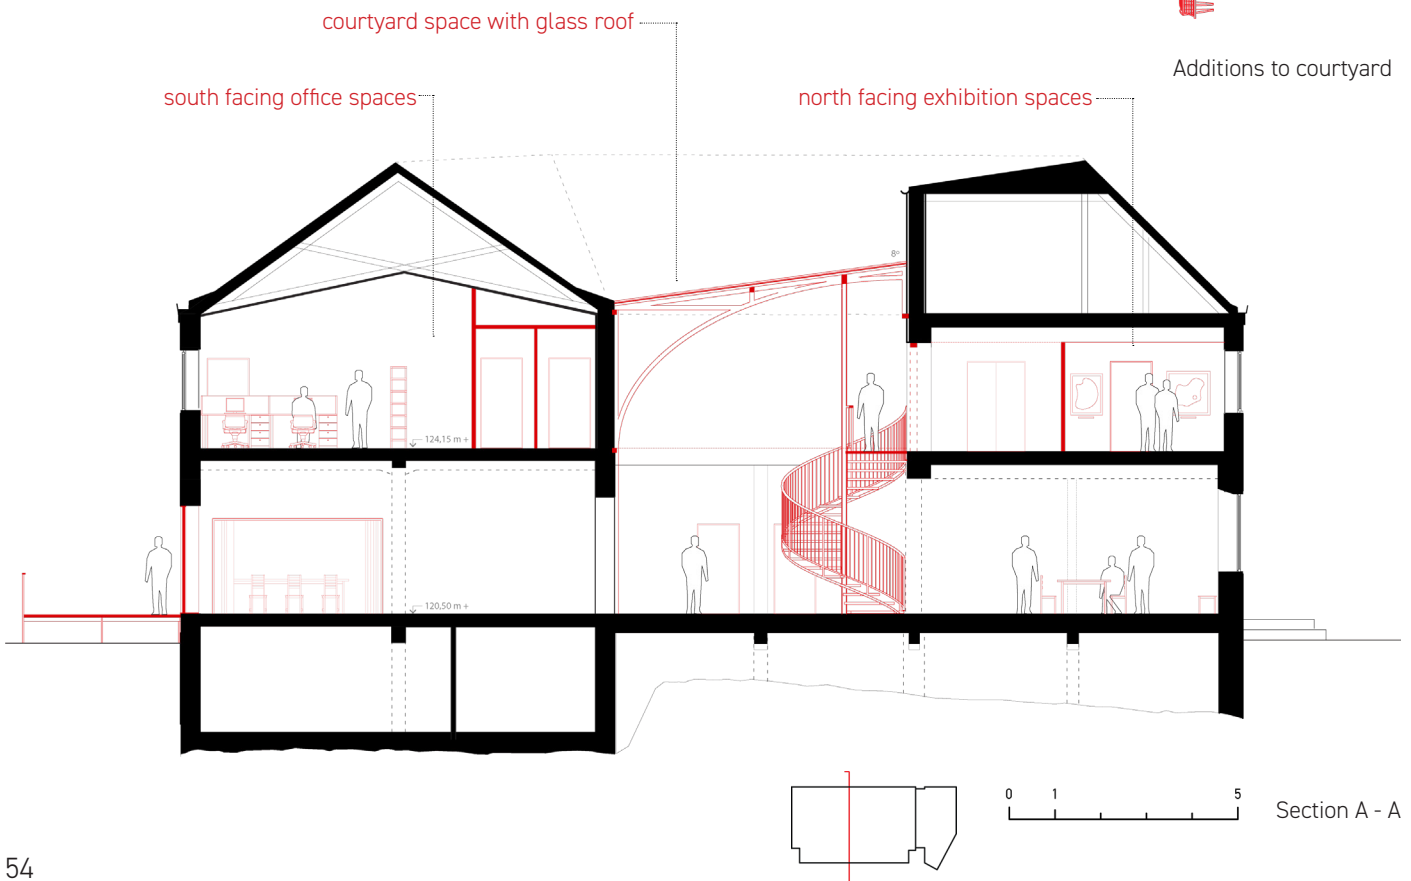 courtyard space with glass roof
Additions to courtyard
south facing office spaces
north facing exhibition spaces
8°
124,15 m +
120,50 m +
0 1 5
Section A - A
54